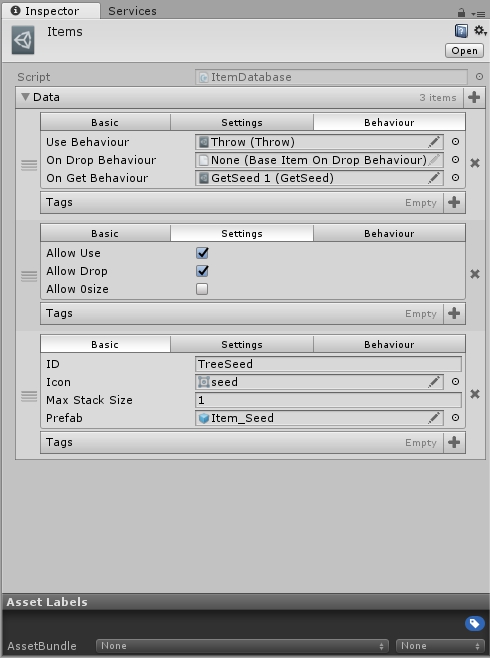 Inspector Services
Items
Open
Script ItemDatabase
Data 3 items
Basic Settings Behaviour
Use Behaviour Throw (Throw)
On Drop Behaviour None (Base Item On Drop Behaviour)
On Get Behaviour GetSeed 1 (GetSeed)
Tags Empty
Basic Settings Behaviour
Allow Use
Allow Drop
Allow 0size
Tags Empty
Basic Settings Behaviour
ID TreeSeed
Icon seed
Max Stack Size 1
Prefab Item_Seed
Tags Empty
Asset Labels
AssetBundle None None